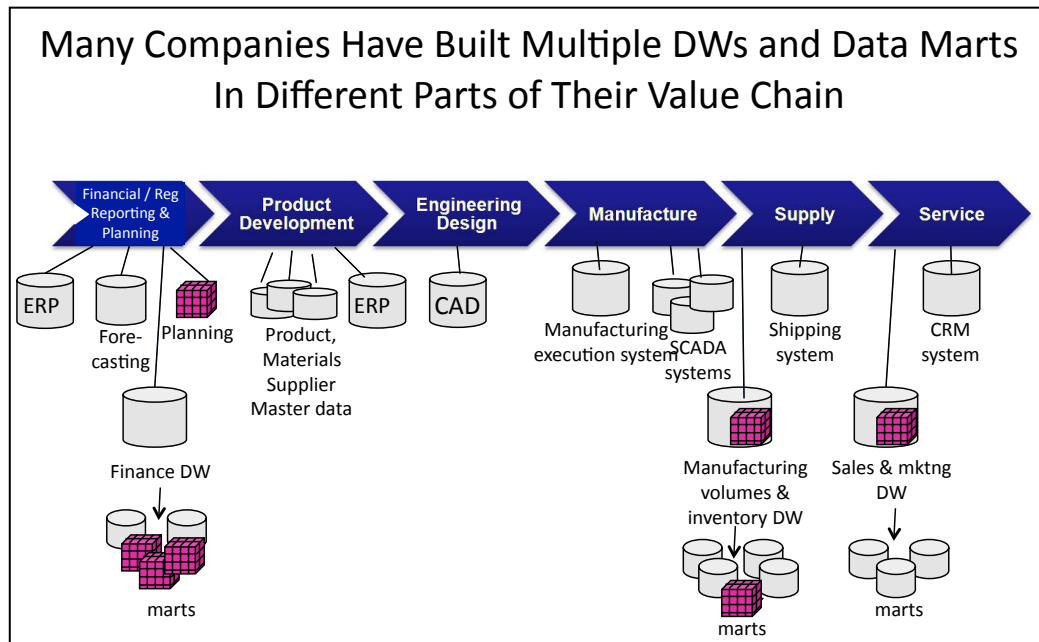 Many Companies Have Built Multiple DWs and Data Marts
In Different Parts of Their Value Chain
Financial / Reg
Reporting &
Planning
Product
Development
Engineering
Design
Manufacture
Supply
Service
ERP
Fore-
casting
Planning
Product,
Materials
Supplier
Master data
ERP
CAD
Manufacturing
execution system
SCADA
systems
Shipping
system
CRM
system
Finance DW
marts
Manufacturing
volumes &
inventory DW
marts
Sales & mktng
DW
marts